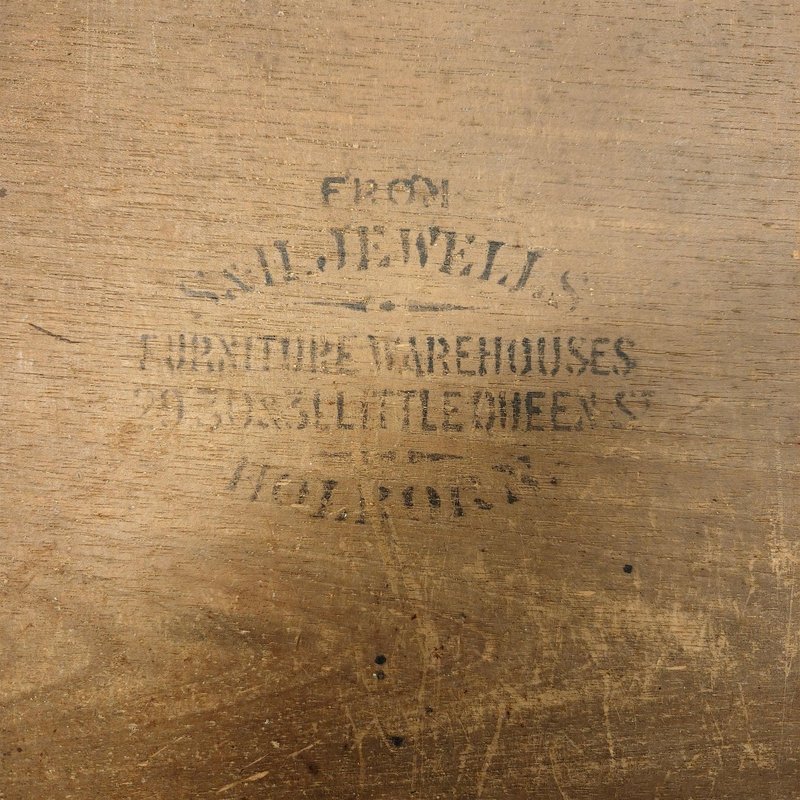 FROM
S. & H. JEWELL'S
FURNITURE WAREHOUSES
29.30 & 31 LITTLE QUEEN ST
HOLBORN.